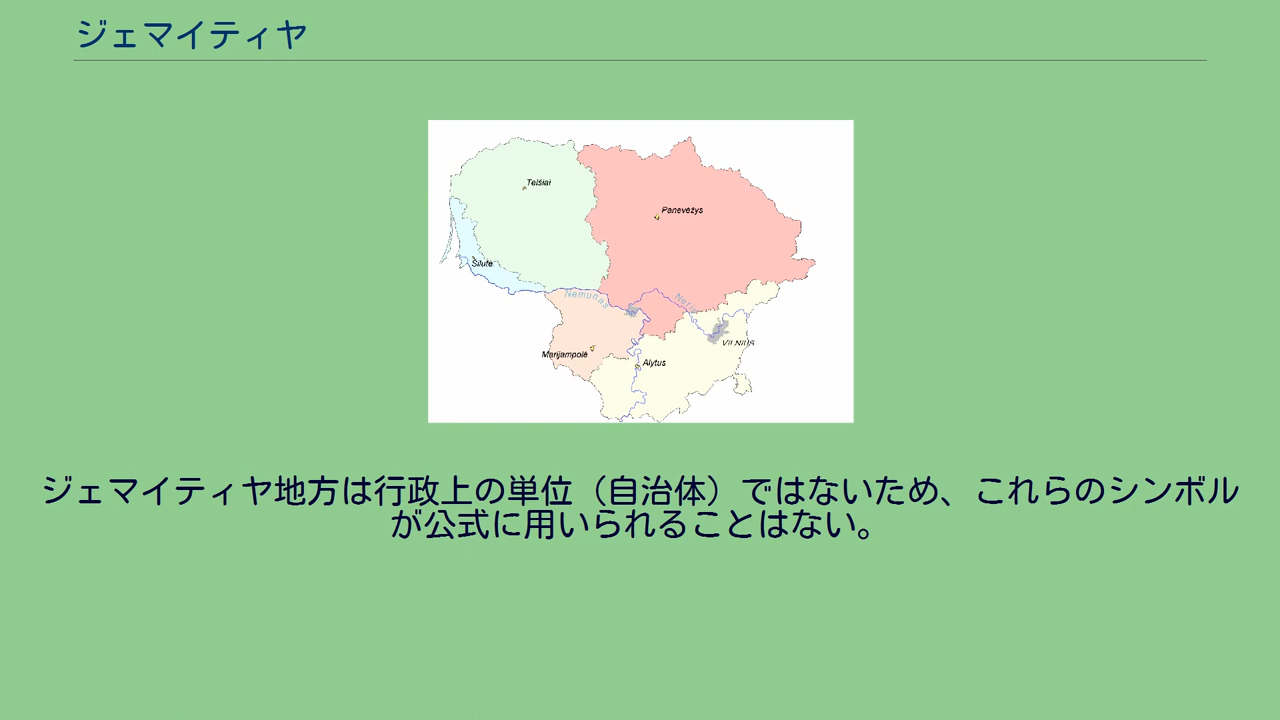 ジェマイティヤ
Telšiai
Panevėžys
Šilutė
Nemunas
Neris
VILNIUS
Marijampolė
Alytus
ジェマイティヤ地方は行政上の単位（自治体）ではないため、これらのシンボル
が公式に用いられることはない。